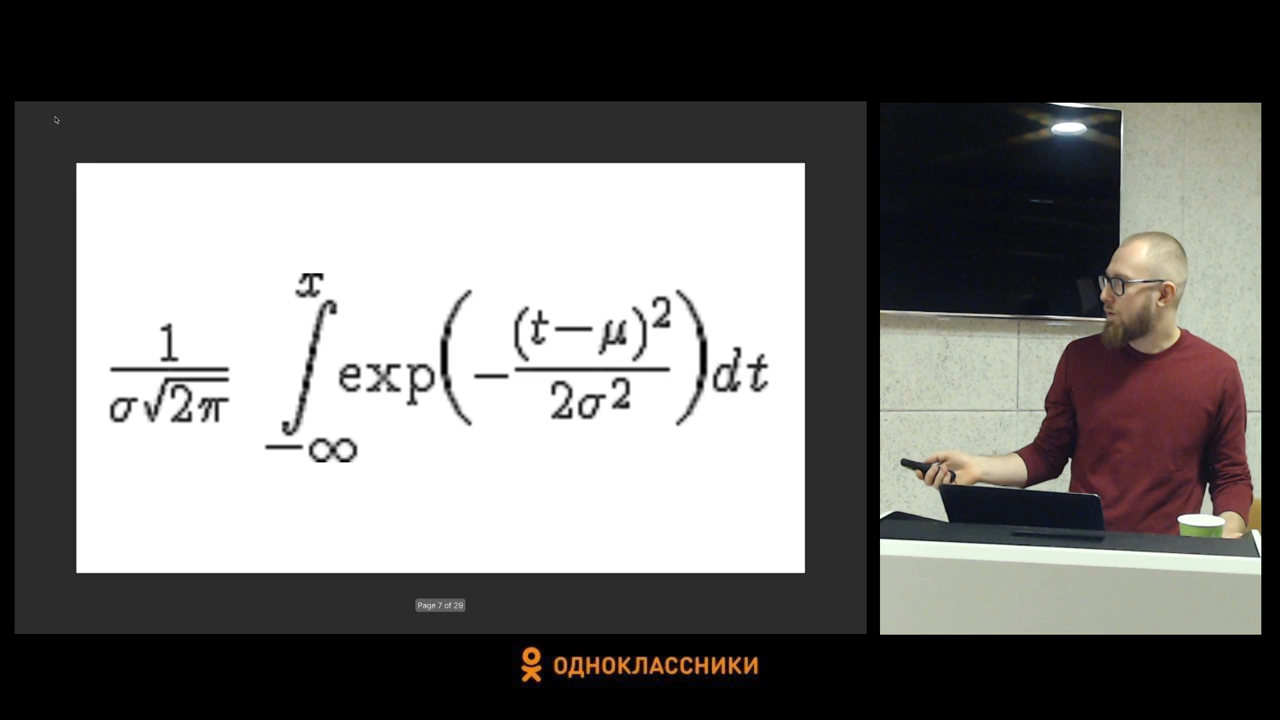 1/(σ√2π) ∫_{−∞}^{x} exp(−(t−μ)²/(2σ²)) dt
Page 7 of 29
ОДНОКЛАССНИКИ